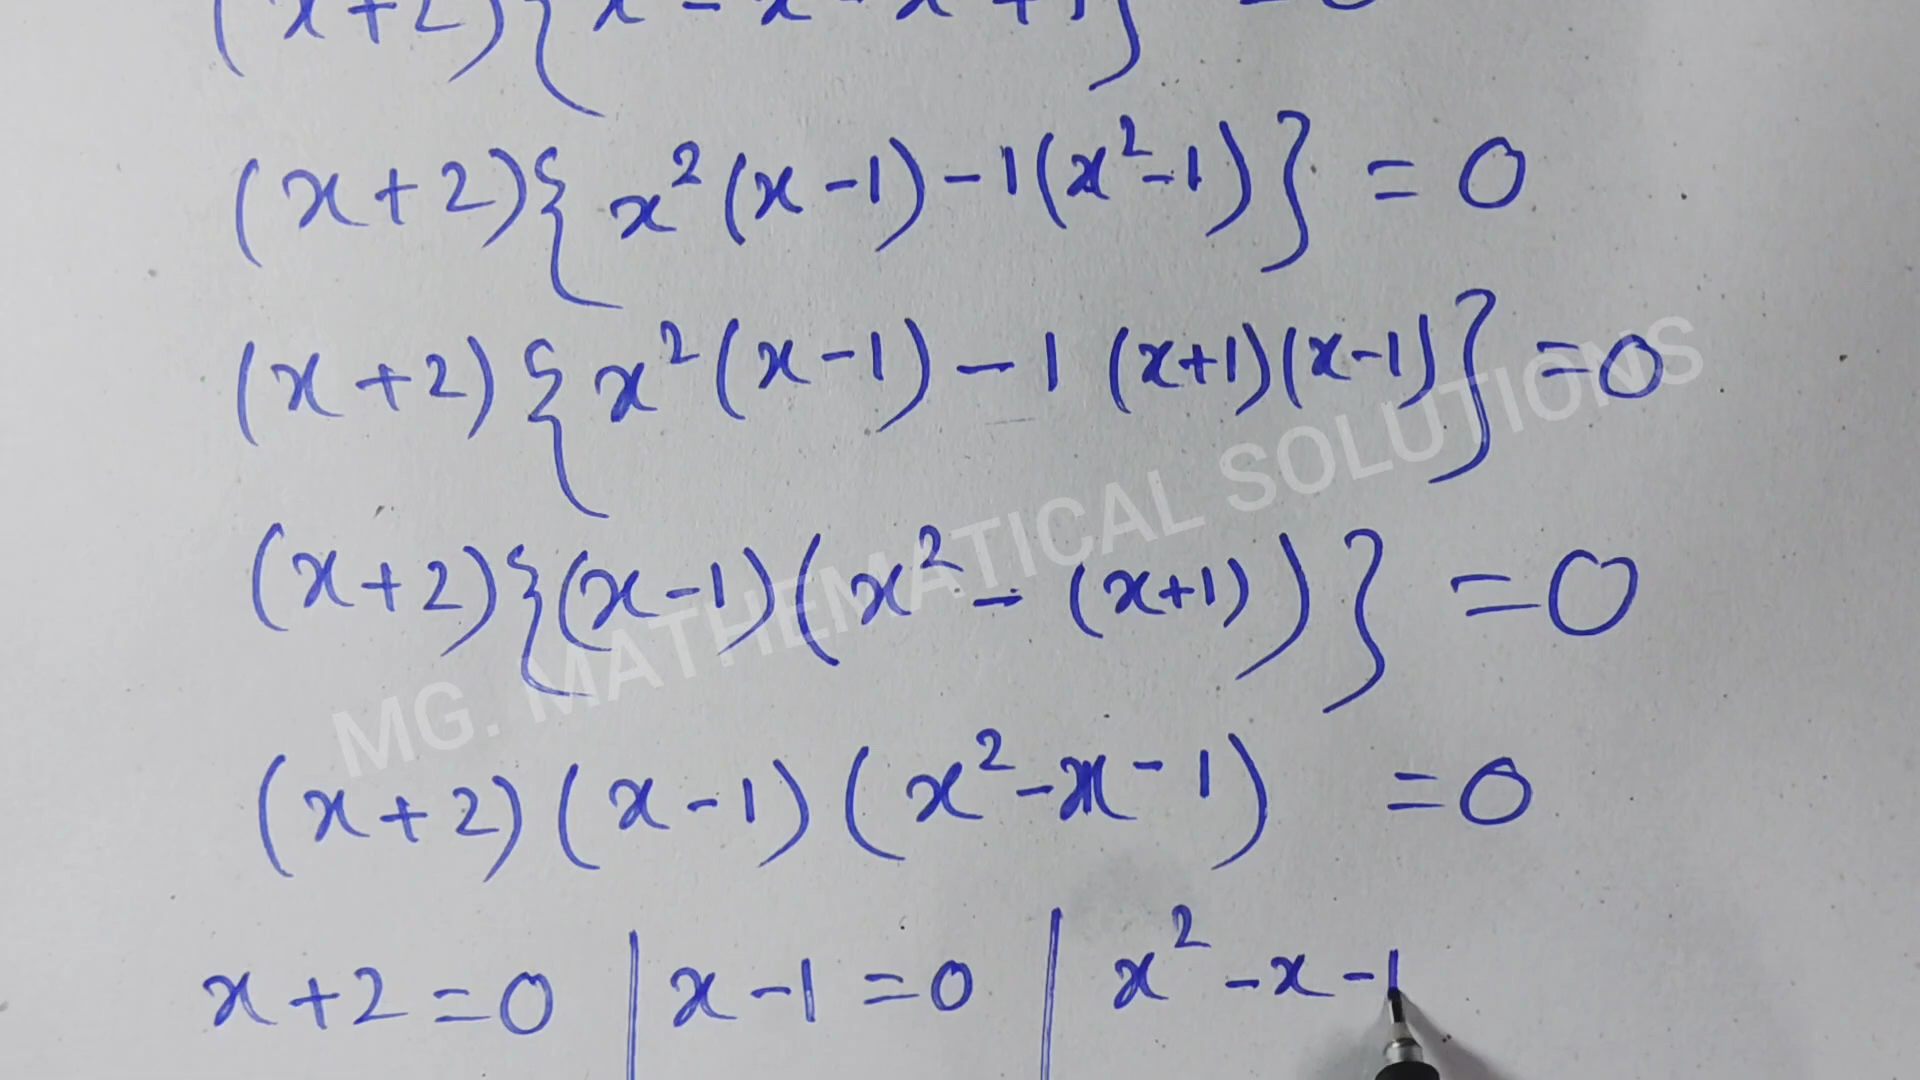 (x+2){x²(x-1)-1(x²-1)} = 0
(x+2){x²(x-1)-1(x+1)(x-1)} = 0
(x+2){(x-1)(x²-(x+1))} = 0
(x+2)(x-1)(x²-x-1) = 0
x+2=0 | x-1=0 | x²-x-1
MG. MATHEMATICAL SOLUTIONS